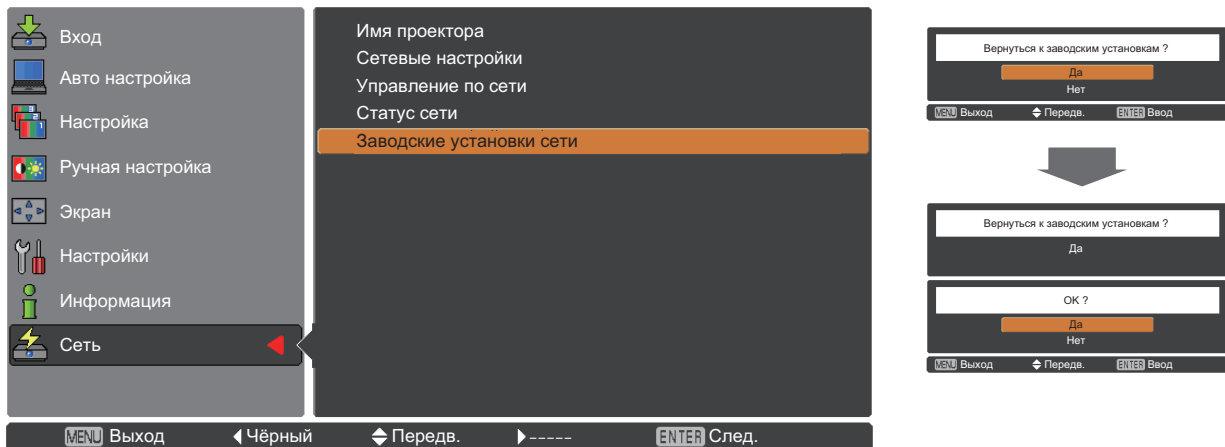 Вход
Авто настройка
Настройка
Ручная настройка
Экран
Настройки
Информация
Сеть
Имя проектора
Сетевые настройки
Управление по сети
Статус сети
Заводские установки сети
MENU Выход Чёрный Передв. ----- ENTER След.
Вернуться к заводским установкам ?
Да
Нет
MENU Выход Передв. ENTER Ввод
Вернуться к заводским установкам ?
Да
OK ?
Да
Нет
MENU Выход Передв. ENTER Ввод